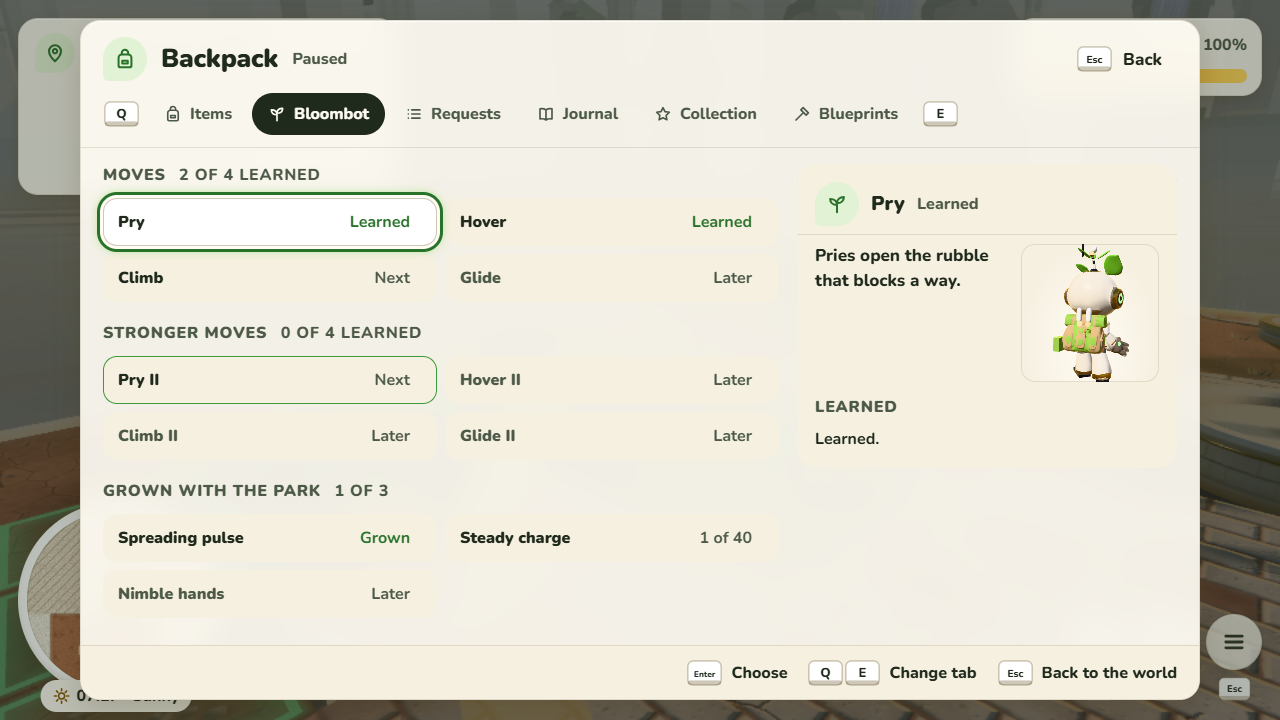 Backpack Paused
Esc Back
100%
Q Items Bloombot Requests Journal Collection Blueprints E
MOVES 2 OF 4 LEARNED
Pry Learned
Hover Learned
Climb Next
Glide Later
STRONGER MOVES 0 OF 4 LEARNED
Pry II Next
Hover II Later
Climb II Later
Glide II Later
GROWN WITH THE PARK 1 OF 3
Spreading pulse Grown
Steady charge 1 of 40
Nimble hands Later
Pry Learned
Pries open the rubble
that blocks a way.
LEARNED
Learned.
Enter Choose Q E Change tab Esc Back to the world
Esc